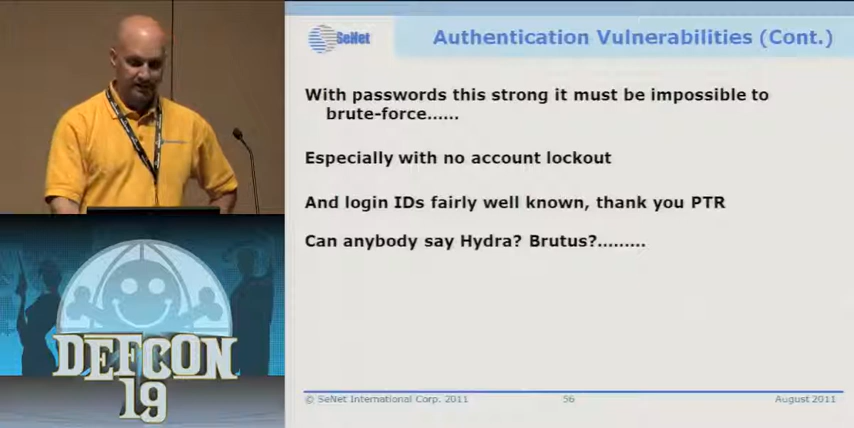 SeNet
Authentication Vulnerabilities (Cont.)
With passwords this strong it must be impossible to
brute-force......
Especially with no account lockout
And login IDs fairly well known, thank you PTR
Can anybody say Hydra? Brutus?.........
DEFCON
19
© SeNet International Corp. 2011
56
August 2011